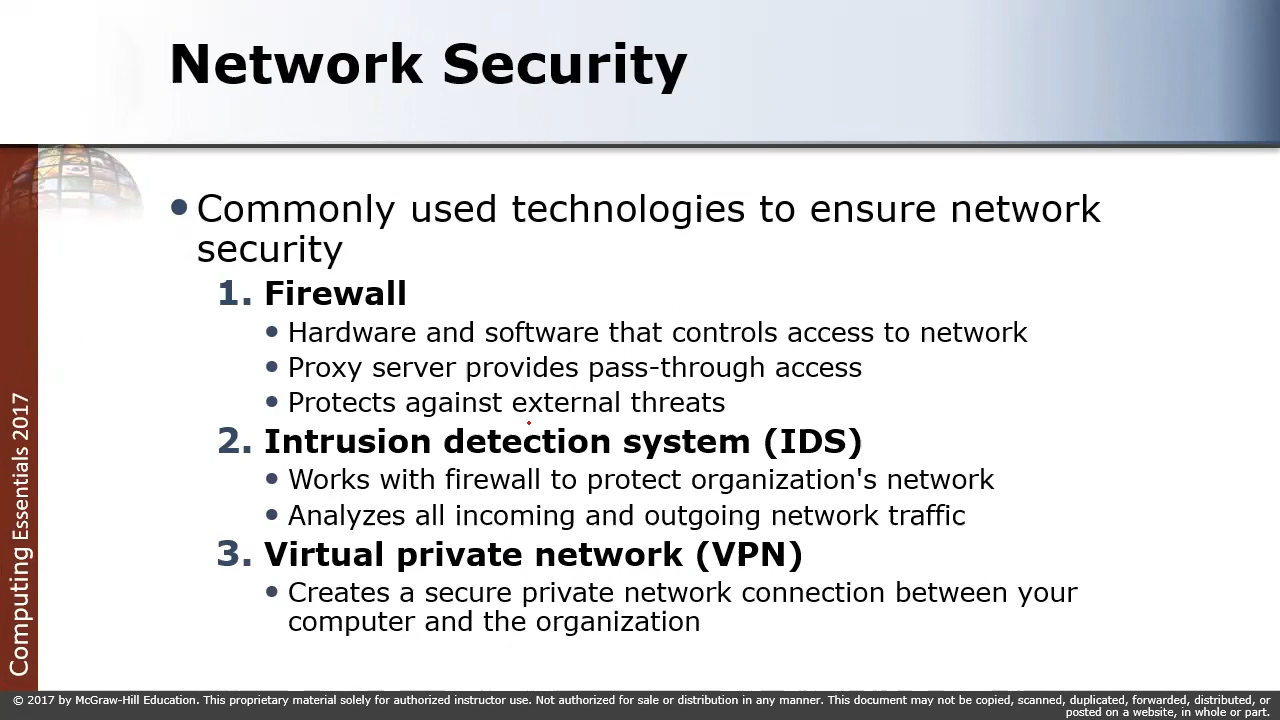 Network Security
• Commonly used technologies to ensure network
security
1. Firewall
• Hardware and software that controls access to network
• Proxy server provides pass-through access
• Protects against external threats
2. Intrusion detection system (IDS)
• Works with firewall to protect organization's network
• Analyzes all incoming and outgoing network traffic
3. Virtual private network (VPN)
• Creates a secure private network connection between your
computer and the organization
Computing Essentials 2017
© 2017 by McGraw-Hill Education. This proprietary material solely for authorized instructor use. Not authorized for sale or distribution in any manner. This document may not be copied, scanned, duplicated, forwarded, distributed, or
posted on a website, in whole or part.